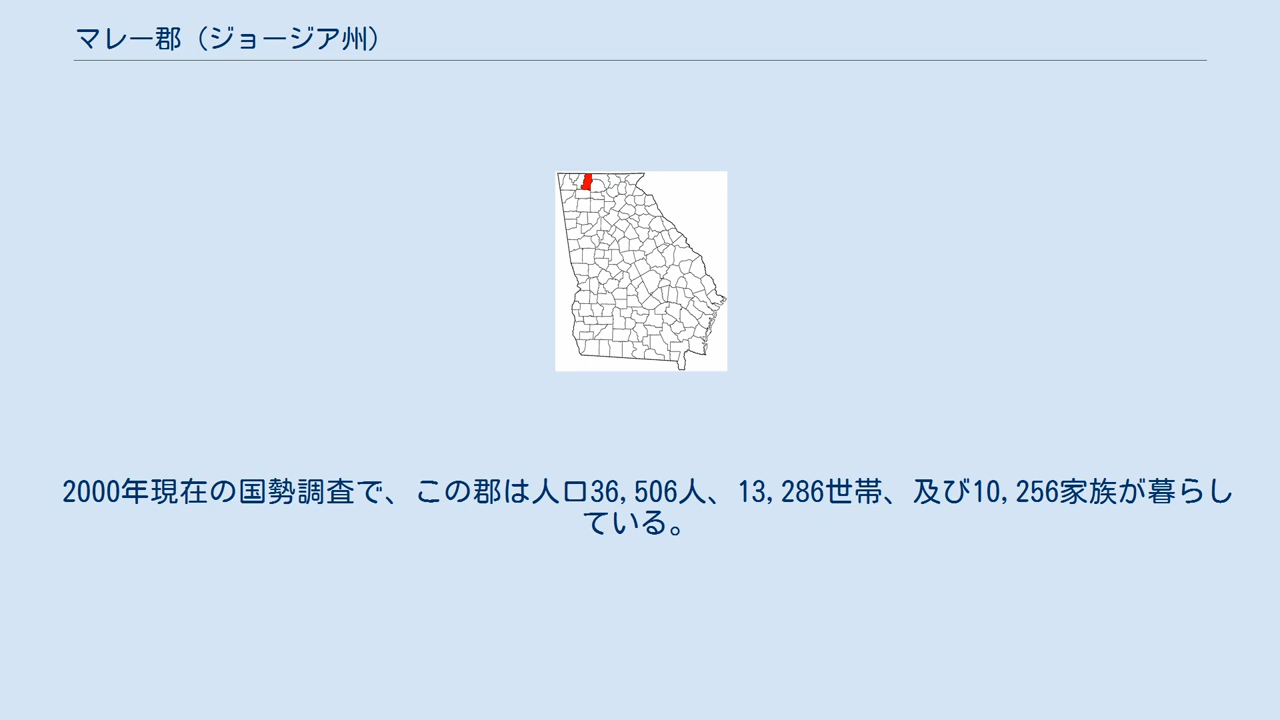 マレー郡（ジョージア州）
2000年現在の国勢調査で、この郡は人口36,506人、13,286世帯、及び10,256家族が暮らし
ている。